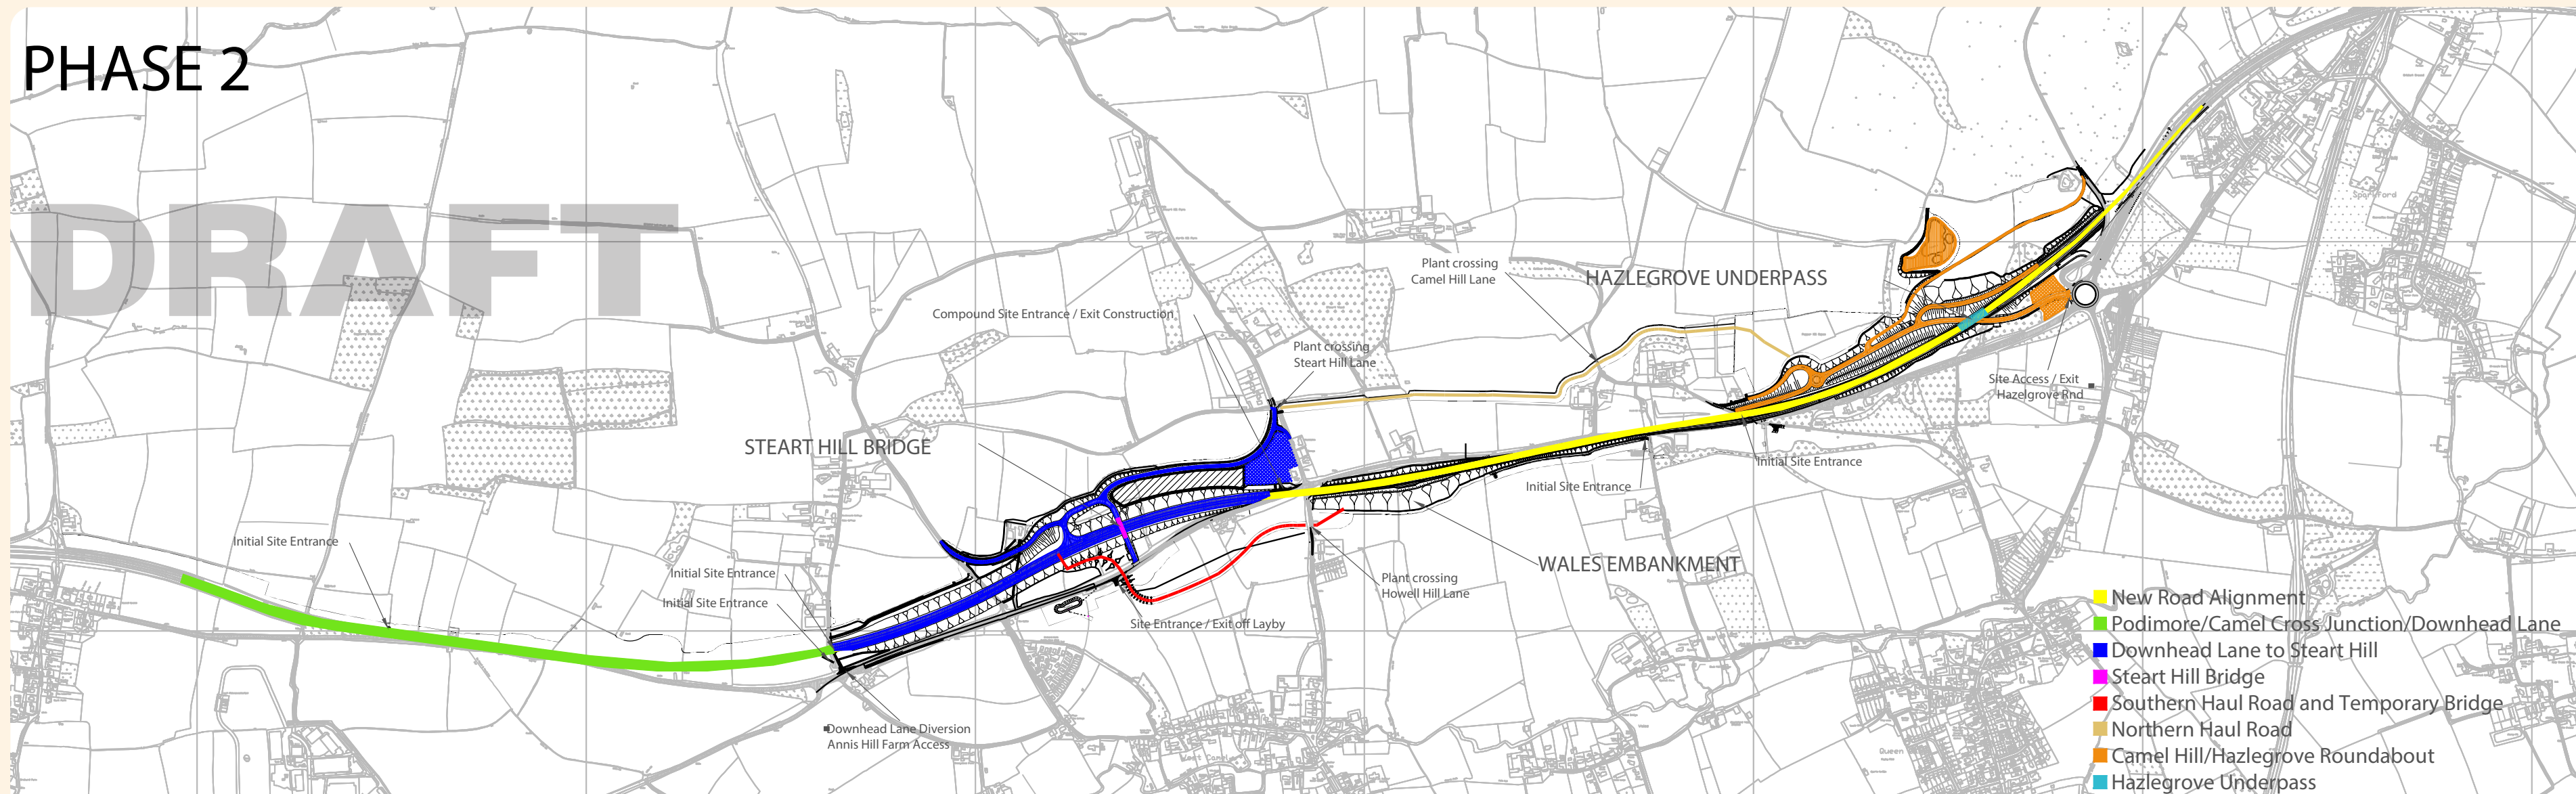 PHASE 2
DRAFT
Plant crossing
Camel Hill Lane
HAZLEGROVE UNDERPASS
Compound Site Entrance / Exit Construction
Plant crossing
Steart Hill Lane
Site Access / Exit
Hazelgrove Rnd
STEART HILL BRIDGE
Initial Site Entrance
Initial Site Entrance
Initial Site Entrance
Initial Site Entrance
Initial Site Entrance
WALES EMBANKMENT
Plant crossing
Howell Hill Lane
Site Entrance / Exit off Layby
Downhead Lane Diversion
Annis Hill Farm Access
Sparkford
West Camel
Queen
New Road Alignment
Podimore/Camel Cross Junction/Downhead Lane
Downhead Lane to Steart Hill
Steart Hill Bridge
Southern Haul Road and Temporary Bridge
Northern Haul Road
Camel Hill/Hazlegrove Roundabout
Hazlegrove Underpass